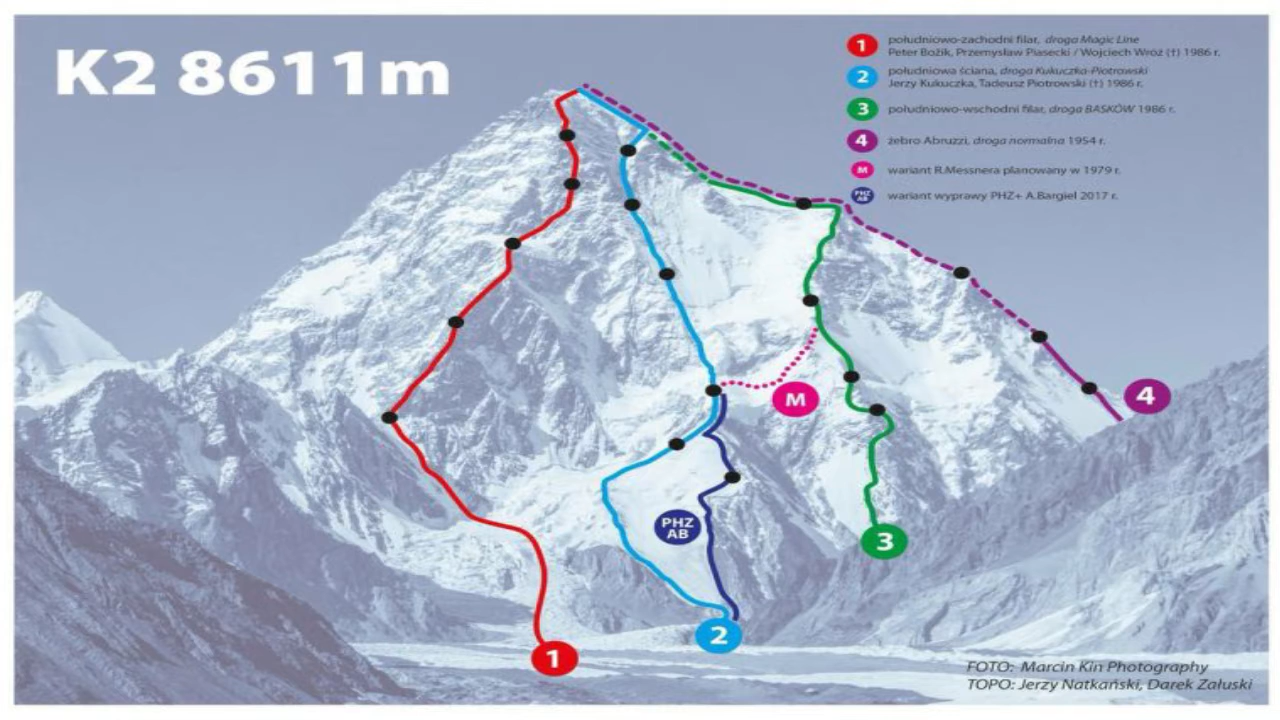 K2 8611m
1 południowo-zachodni filar, droga Magic Line
Peter Božik, Przemysław Piasecki / Wojciech Wróż (†) 1986 r.
2 południowa ściana, droga Kukuczka-Piotrowski
Jerzy Kukuczka, Tadeusz Piotrowski (†) 1986 r.
3 południowo-wschodni filar, droga BASKÓW 1986 r.
4 żebro Abruzzi, droga normalna 1954 r.
M wariant R.Messnera planowany w 1979 r.
PHZ AB wariant wyprawy PHZ+ A.Bargiel 2017 r.
4
M
PHZ
AB
3
2
1
FOTO: Marcin Kin Photography
TOPO: Jerzy Natkański, Darek Załuski